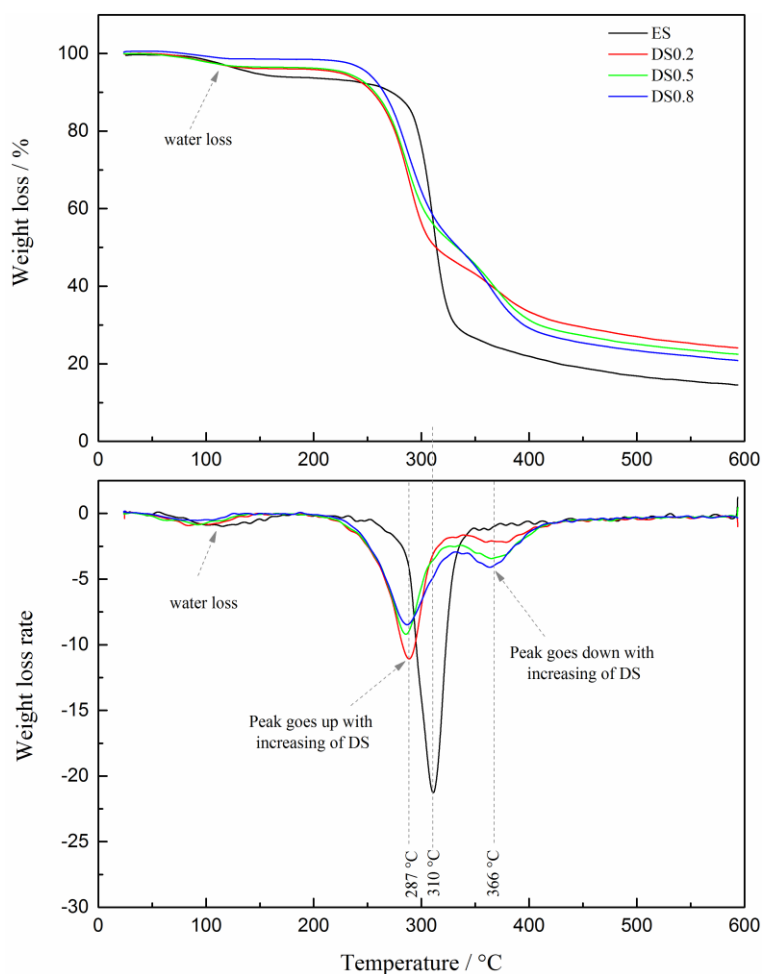 ES
DS0.2
DS0.5
DS0.8
100
80
60
40
20
0
Weight loss / %
water loss
0
100
200
300
400
500
600
0
-5
-10
-15
-20
-25
-30
Weight loss rate
water loss
Peak goes up with
increasing of DS
Peak goes down with
increasing of DS
287 °C
310 °C
366 °C
0
100
200
300
400
500
600
Temperature / °C